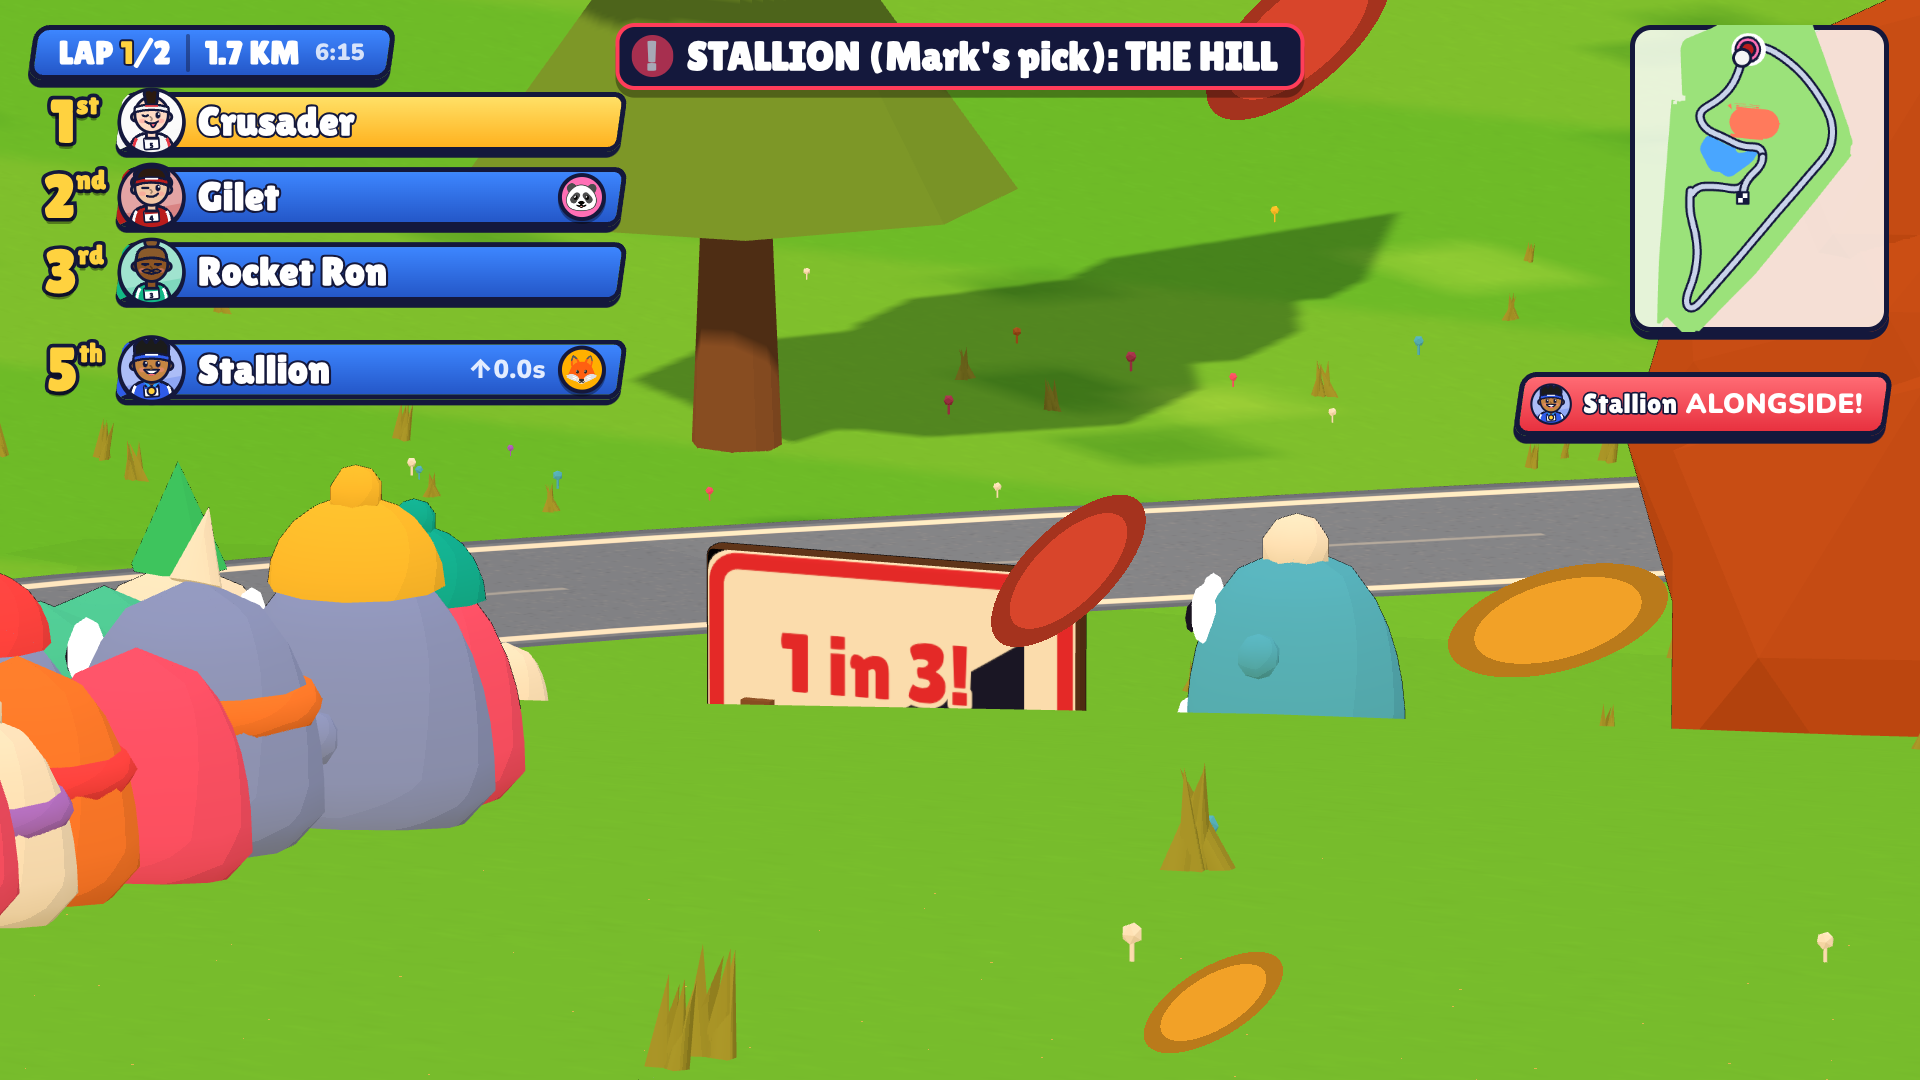 LAP 1/2 1.7 KM 6:15
STALLION (Mark's pick): THE HILL
1st Crusader
2nd Gilet
3rd Rocket Ron
5th Stallion ↑0.0s
Stallion ALONGSIDE!
1 in 3!